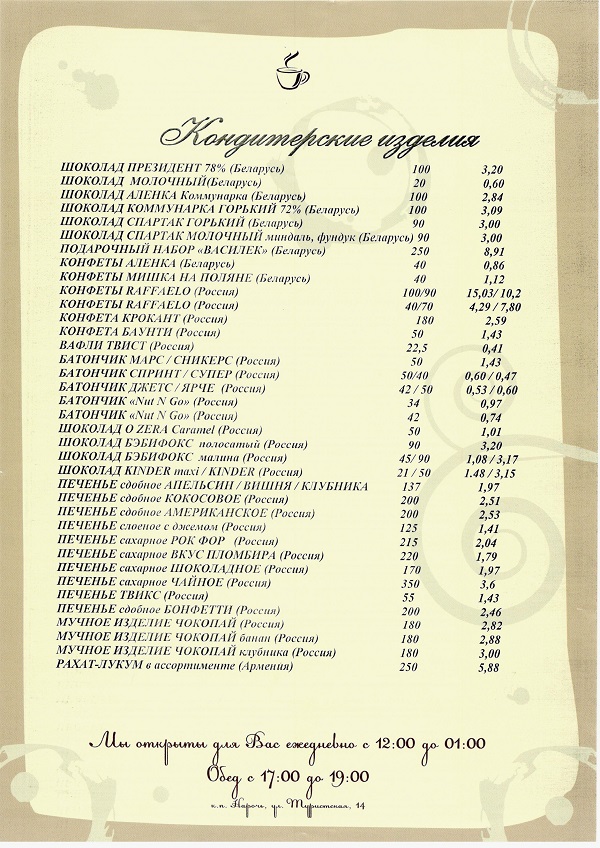 Кондитерские изделия
ШОКОЛАД ПРЕЗИДЕНТ 78% (Беларусь) 100 3,20
ШОКОЛАД МОЛОЧНЫЙ(Беларусь) 20 0,60
ШОКОЛАД АЛЕНКА Коммунарка (Беларусь) 100 2,84
ШОКОЛАД КОММУНАРКА ГОРЬКИЙ 72% (Беларусь) 100 3,09
ШОКОЛАД СПАРТАК ГОРЬКИЙ (Беларусь) 90 3,00
ШОКОЛАД СПАРТАК МОЛОЧНЫЙ миндаль, фундук (Беларусь) 90 3,00
ПОДАРОЧНЫЙ НАБОР «ВАСИЛЕК» (Беларусь) 250 8,91
КОНФЕТЫ АЛЕНКА (Беларусь) 40 0,86
КОНФЕТЫ МИШКА НА ПОЛЯНЕ (Беларусь) 40 1,12
КОНФЕТЫ RAFFAELO (Россия) 100/90 15,03/ 10,2
КОНФЕТЫ RAFFAELO (Россия) 40/70 4,29 / 7,80
КОНФЕТА КРОКАНТ (Россия) 180 2,59
КОНФЕТА БАУНТИ (Россия) 50 1,43
ВАФЛИ ТВИСТ (Россия) 22,5 0,41
БАТОНЧИК МАРС / СНИКЕРС (Россия) 50 1,43
БАТОНЧИК СПРИНТ / СУПЕР (Россия) 50/40 0,60 / 0,47
БАТОНЧИК ДЖЕТС / ЯРЧЕ (Россия) 42 / 50 0,53 / 0,60
БАТОНЧИК «Nut N Go» (Россия) 34 0,97
БАТОНЧИК «Nut N Go» (Россия) 42 0,74
ШОКОЛАД O ZERA Caramel (Россия) 50 1,01
ШОКОЛАД БЭБИФОКС полосатый (Россия) 90 3,20
ШОКОЛАД БЭБИФОКС малина (Россия) 45/ 90 1,08 / 3,17
ШОКОЛАД KINDER maxi / KINDER (Россия) 21 / 50 1.48 / 3,15
ПЕЧЕНЬЕ сдобное АПЕЛЬСИН / ВИШНЯ / КЛУБНИКА 137 1,97
ПЕЧЕНЬЕ сдобное КОКОСОВОЕ (Россия) 200 2,51
ПЕЧЕНЬЕ сдобное АМЕРИКАНСКОЕ (Россия) 200 2,53
ПЕЧЕНЬЕ слоеное с джемом (Россия) 125 1,41
ПЕЧЕНЬЕ сахарное РОК ФОР (Россия) 215 2,04
ПЕЧЕНЬЕ сахарное ВКУС ПЛОМБИРА (Россия) 220 1,79
ПЕЧЕНЬЕ сахарное ШОКОЛАДНОЕ (Россия) 170 1,97
ПЕЧЕНЬЕ сахарное ЧАЙНОЕ (Россия) 350 3,6
ПЕЧЕНЬЕ ТВИКС (Россия) 55 1,43
ПЕЧЕНЬЕ сдобное БОНФЕТТИ (Россия) 200 2,46
МУЧНОЕ ИЗДЕЛИЕ ЧОКОПАЙ (Россия) 180 2,82
МУЧНОЕ ИЗДЕЛИЕ ЧОКОПАЙ банан (Россия) 180 2,88
МУЧНОЕ ИЗДЕЛИЕ ЧОКОПАЙ клубника (Россия) 180 3,00
РАХАТ-ЛУКУМ в ассортименте (Армения) 250 5,88
Мы открыты для Вас ежедневно с 12:00 до 01:00
Обед с 17:00 до 19:00
к.п. Нарочь, ул. Туристская, 14